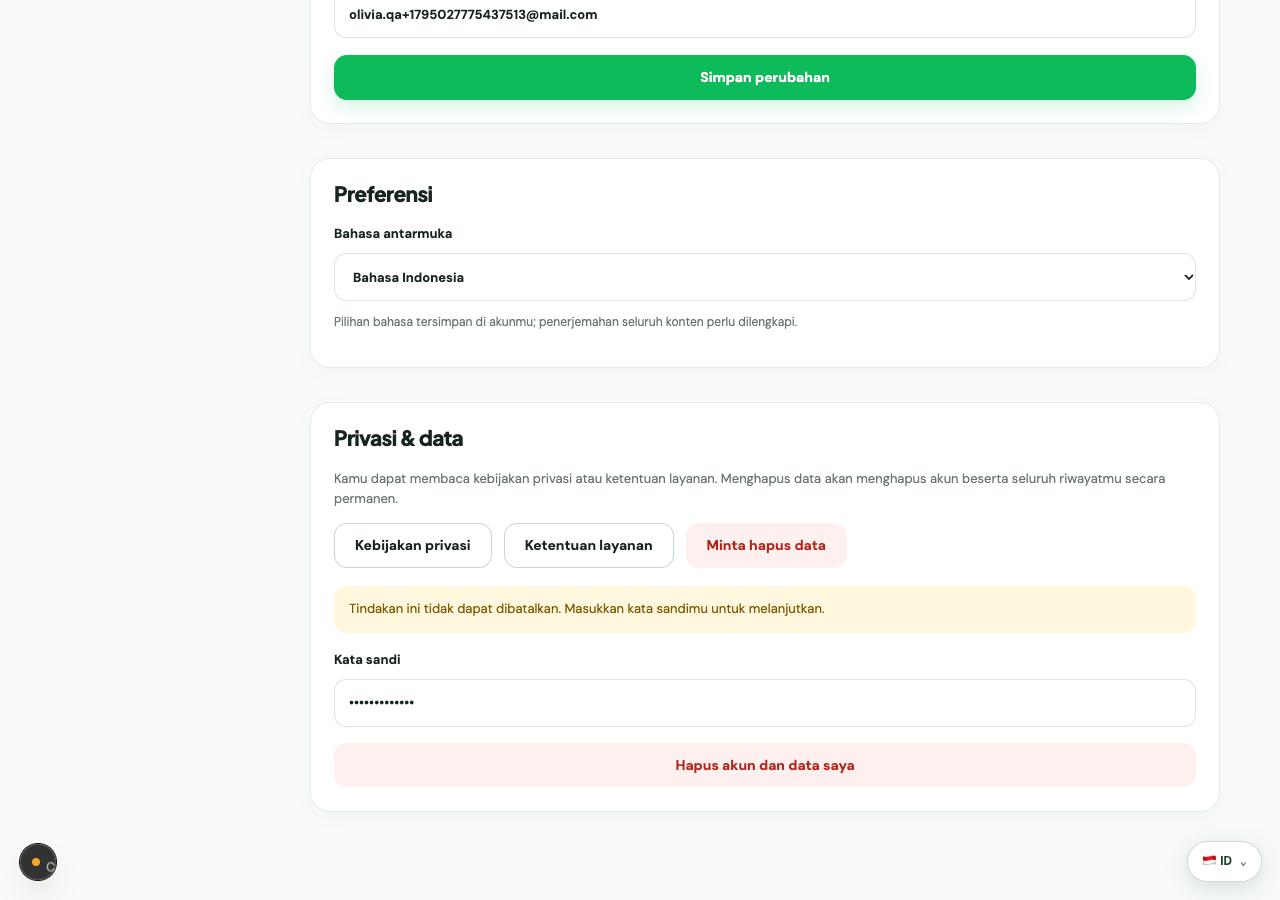 olivia.qa+1795027775437513@mail.com
Simpan perubahan
Preferensi
Bahasa antarmuka
Bahasa Indonesia
Pilihan bahasa tersimpan di akunmu; penerjemahan seluruh konten perlu dilengkapi.
Privasi & data
Kamu dapat membaca kebijakan privasi atau ketentuan layanan. Menghapus data akan menghapus akun beserta seluruh riwayatmu secara
permanen.
Kebijakan privasi
Ketentuan layanan
Minta hapus data
Tindakan ini tidak dapat dibatalkan. Masukkan kata sandimu untuk melanjutkan.
Kata sandi
•••••••••••••
Hapus akun dan data saya
ID